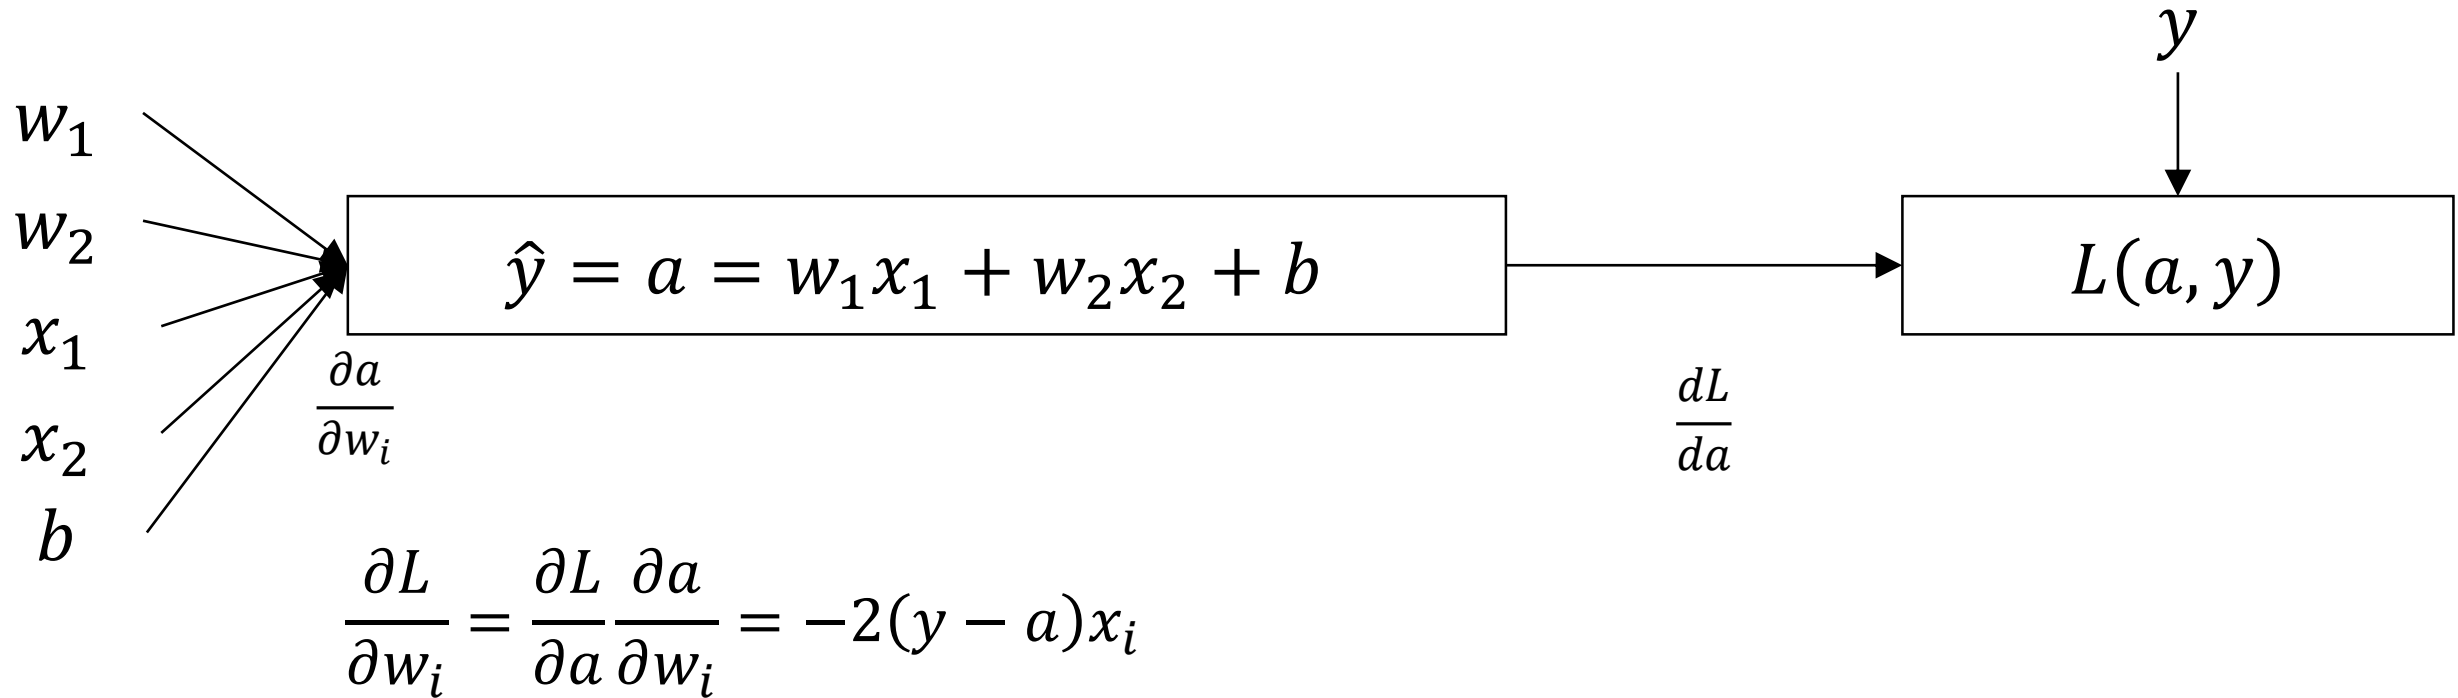 y
w₁
w₂
x₁
x₂
b
ŷ = a = w₁x₁ + w₂x₂ + b
L(a, y)
∂a/∂wᵢ
dL/da
∂L/∂wᵢ = ∂L/∂a ∂a/∂wᵢ = −2(y − a)xᵢ